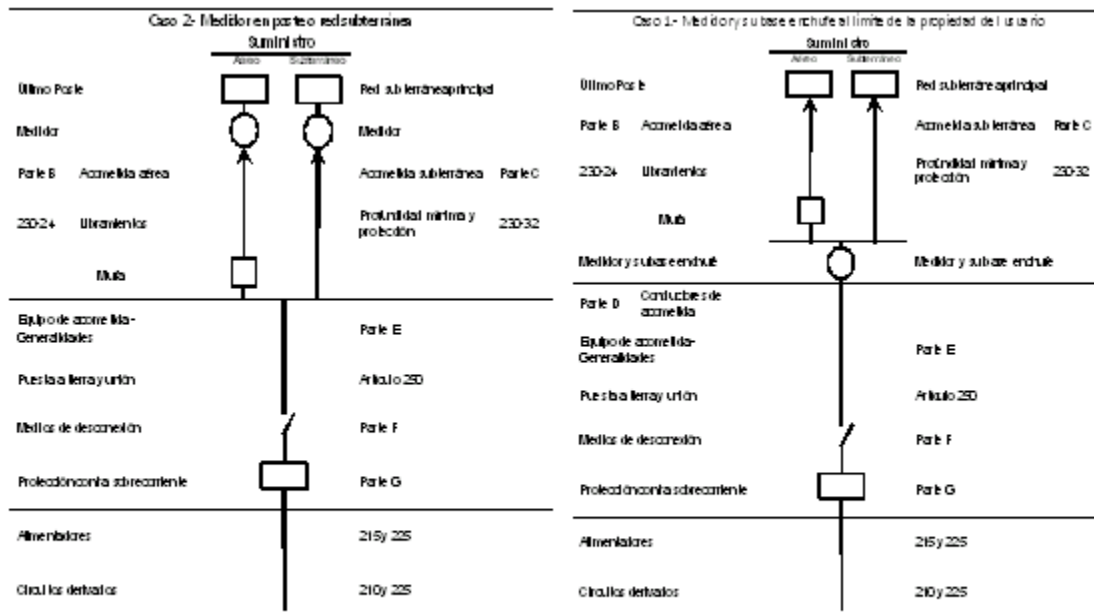 Caso 2- Medidor en poste o red subterránea
Suministro
Aéreo Subterráneo
Último Poste Red subterránea principal
Medidor Medidor
Parte B Acometida aérea Acometida subterránea Parte C
230-24 Libramientos Profundidad mínima y protección 230-32
Mufa
Equipo de acometida- Generalidades Parte E
Puesta a tierra y unión Artículo 250
Medios de desconexión Parte F
Protección contra sobrecorriente Parte G
Alimentadores 215 y 225
Circuitos derivados 210 y 225
Caso 1.- Medidor y subase enchufe al límite de la propiedad del usuario
Suministro
Aéreo Subterráneo
Último Poste Red subterránea principal
Parte B Acometida aérea Acometida subterránea Parte C
230-24 Libramientos Profundidad mínima y protección 230-32
Mufa
Medidor y subase enchufe Medidor y subase enchufe
Parte D Conductores de acometida
Equipo de acometida- Generalidades Parte E
Puesta a tierra y unión Artículo 250
Medios de desconexión Parte F
Protección contra sobrecorriente Parte G
Alimentadores 215 y 225
Circuitos derivados 210 y 225